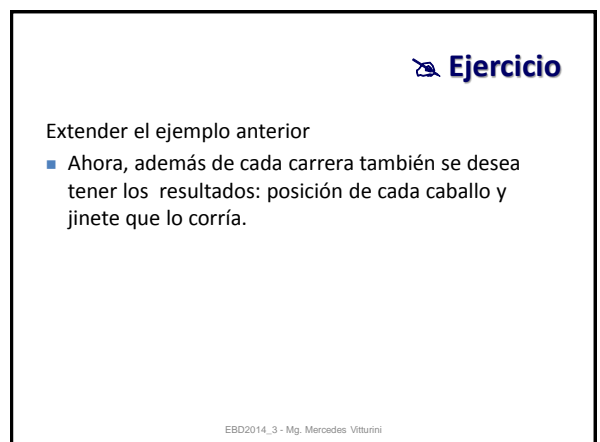 Ejercicio
Extender el ejemplo anterior
Ahora, además de cada carrera también se desea
tener los resultados: posición de cada caballo y
jinete que lo corría.
EBD2014_3 - Mg. Mercedes Vitturini